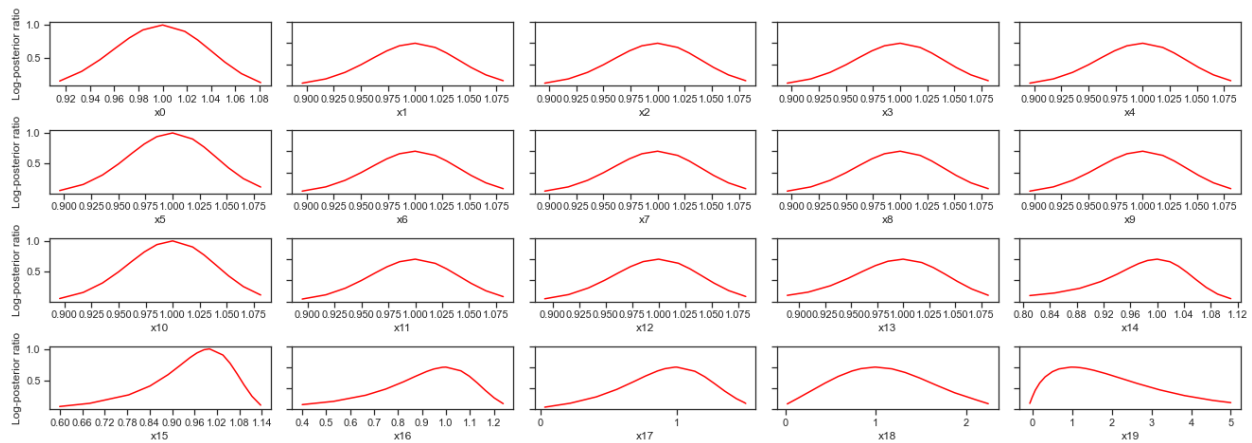 Log-posterior ratio
1.0
0.5
0.92 0.94 0.96 0.98 1.00 1.02 1.04 1.06 1.08
x0
0.900 0.925 0.950 0.975 1.000 1.025 1.050 1.075
x1
0.900 0.925 0.950 0.975 1.000 1.025 1.050 1.075
x2
0.900 0.925 0.950 0.975 1.000 1.025 1.050 1.075
x3
0.900 0.925 0.950 0.975 1.000 1.025 1.050 1.075
x4
Log-posterior ratio
1.0
0.5
0.900 0.925 0.950 0.975 1.000 1.025 1.050 1.075
x5
0.900 0.925 0.950 0.975 1.000 1.025 1.050 1.075
x6
0.900 0.925 0.950 0.975 1.000 1.025 1.050 1.075
x7
0.900 0.925 0.950 0.975 1.000 1.025 1.050 1.075
x8
0.900 0.925 0.950 0.975 1.000 1.025 1.050 1.075
x9
Log-posterior ratio
1.0
0.5
0.900 0.925 0.950 0.975 1.000 1.025 1.050 1.075
x10
0.900 0.925 0.950 0.975 1.000 1.025 1.050 1.075
x11
0.900 0.925 0.950 0.975 1.000 1.025 1.050 1.075
x12
0.900 0.925 0.950 0.975 1.000 1.025 1.050 1.075
x13
0.80 0.84 0.88 0.92 0.96 1.00 1.04 1.08 1.12
x14
Log-posterior ratio
1.0
0.5
0.60 0.66 0.72 0.78 0.84 0.90 0.96 1.02 1.08 1.14
x15
0.4 0.5 0.6 0.7 0.8 0.9 1.0 1.1 1.2
x16
0 1
x17
0 1 2
x18
0 1 2 3 4 5
x19